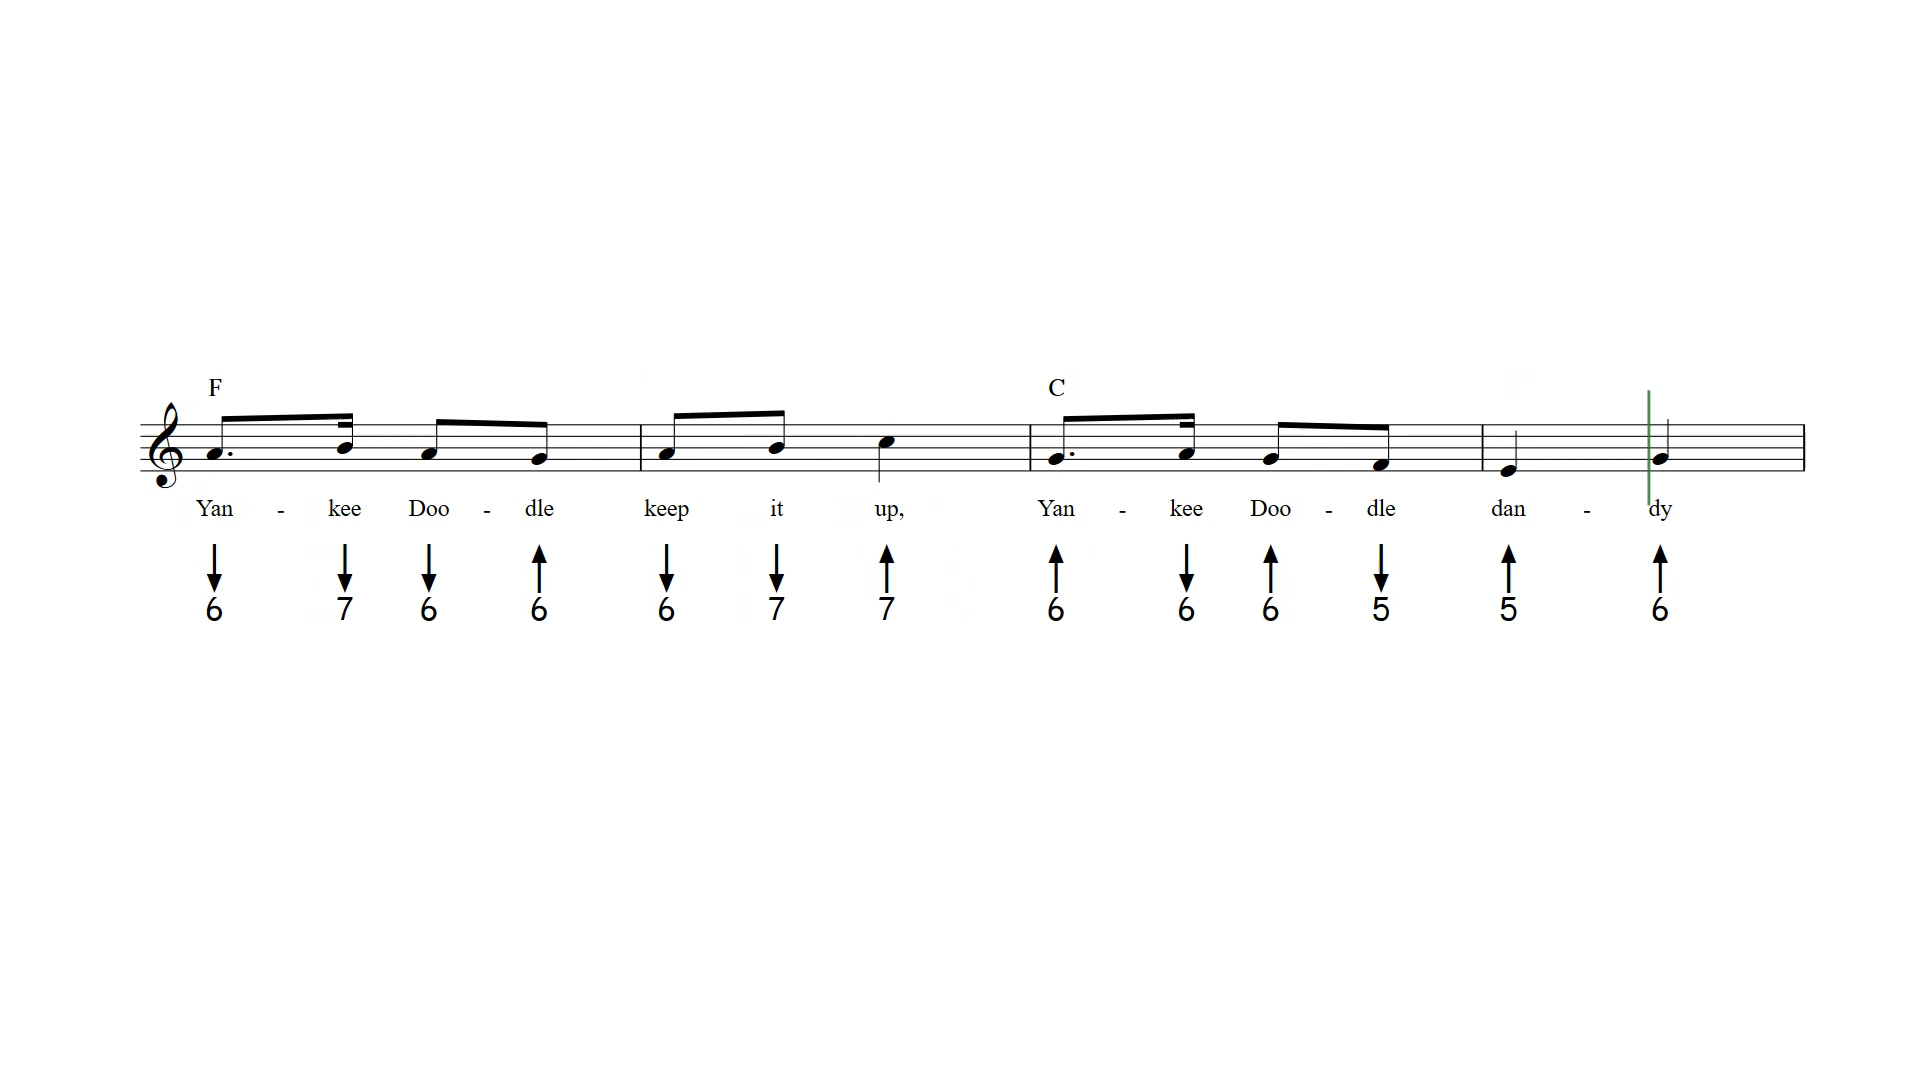 F C
Yan - kee Doo - dle keep it up, Yan - kee Doo - dle dan - dy
↓ ↓ ↓ ↑ ↓ ↓ ↑ ↑ ↓ ↑ ↓ ↑ ↑
6 7 6 6 6 7 7 6 6 6 5 5 6